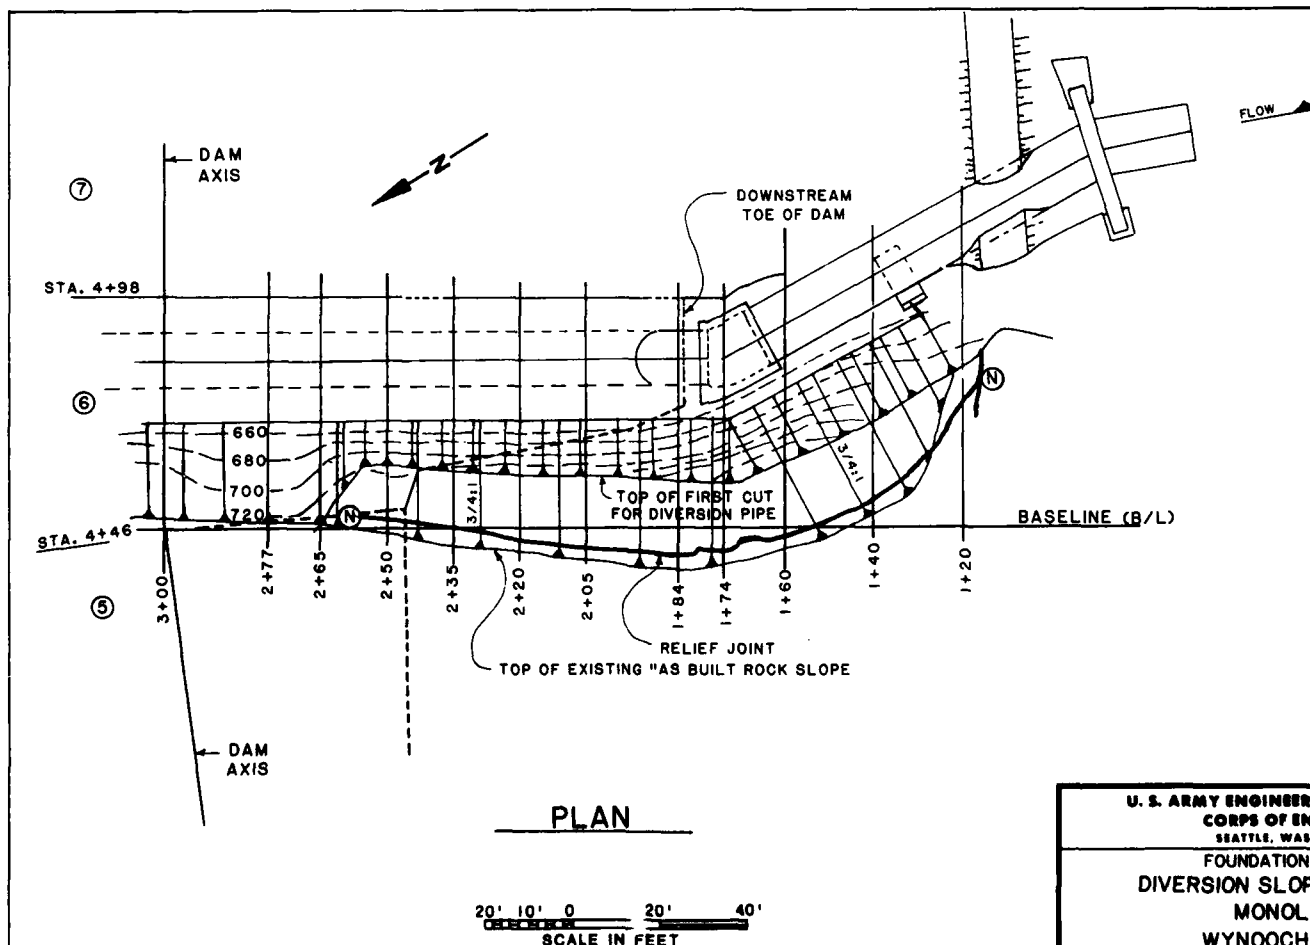 FLOW
DAM
AXIS
N
⑦
DOWNSTREAM
TOE OF DAM
STA. 4+98
⑥
N
660
680
3/4:1
700
3/4:1
TOP OF FIRST CUT
FOR DIVERSION PIPE
720
N
BASELINE (B/L)
STA. 4+46
⑤
3+00
2+77
2+65
2+50
2+35
2+20
2+05
1+84
1+74
1+60
1+40
1+20
RELIEF JOINT
TOP OF EXISTING "AS BUILT ROCK SLOPE
DAM
AXIS
PLAN
20' 10' 0 20' 40'
SCALE IN FEET
U. S. ARMY ENGINEER
CORPS OF EN
SEATTLE, WAS
FOUNDATION
DIVERSION SLOP
MONOL
WYNOOCH